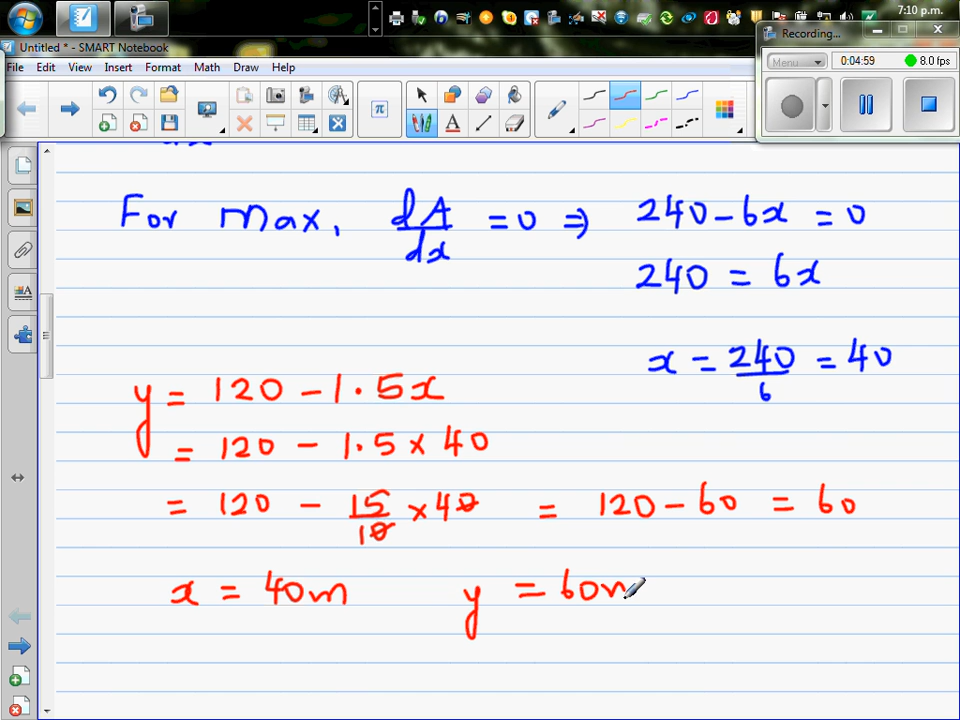 7:10 p.m.
Untitled * - SMART Notebook
Recording...
File Edit View Insert Format Math Draw Help
Menu 0:04:59 8.0 fps
For max, dA/dx = 0 ⇒ 240 - 6x = 0
240 = 6x
x = 240/6 = 40
y = 120 - 1.5x
= 120 - 1.5 × 40
= 120 - 15/10 × 40 = 120 - 60 = 60
x = 40m y = 60m